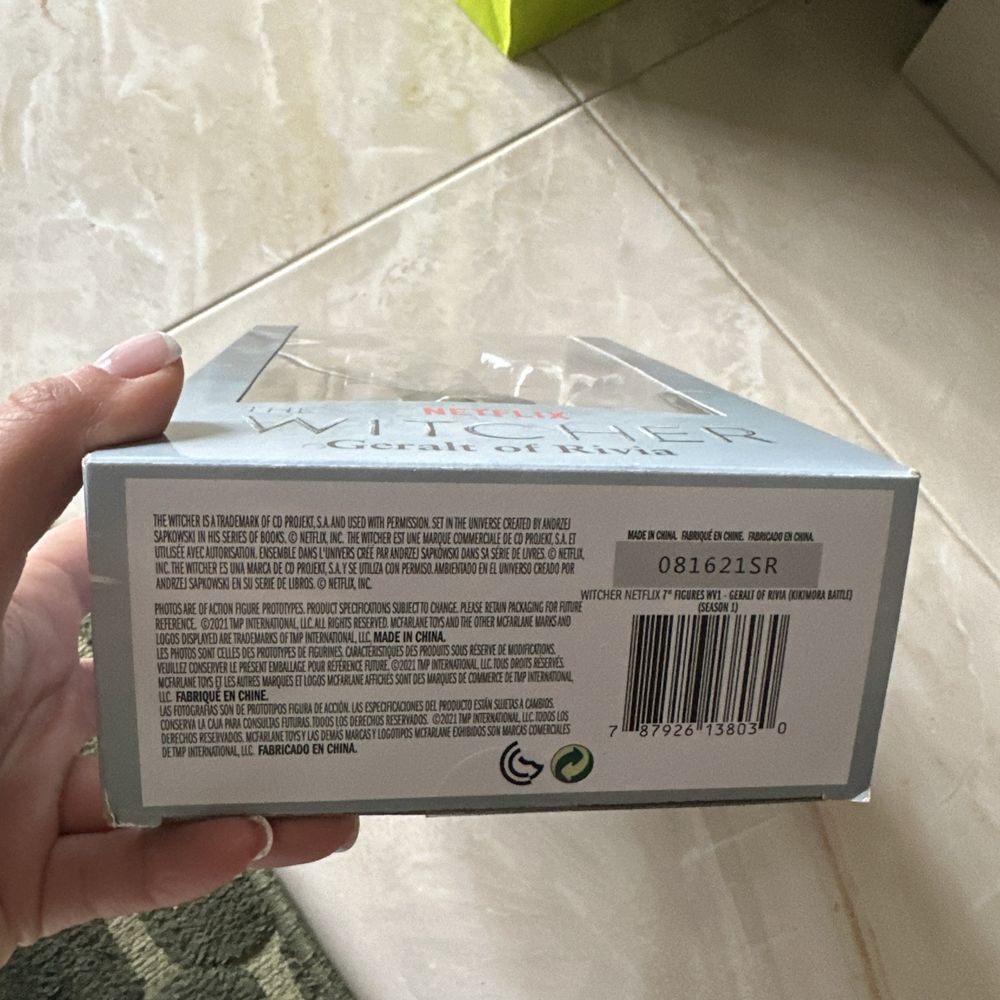 THE
NETFLIX
WITCHER
Geralt of Rivia
THE WITCHER IS A TRADEMARK OF CD PROJEKT, S.A. AND USED WITH PERMISSION. SET IN THE UNIVERSE CREATED BY ANDRZEJ
SAPKOWSKI IN HIS SERIES OF BOOKS. © NETFLIX, INC. THE WITCHER EST UNE MARQUE COMMERCIALE DE CD PROJEKT, S.A. ET
UTILISÉE AVEC AUTORISATION. ENSEMBLE DANS L'UNIVERS CRÉE PAR ANDRZEJ SAPKOWSKI DANS SA SÉRIE DE LIVRES. © NETFLIX,
INC. THE WITCHER ES UNA MARCA DE CD PROJEKT, S.A. Y SE UTILIZA CON PERMISO. AMBIENTADO EN EL UNIVERSO CREADO POR
ANDRZEJ SAPKOWSKI EN SU SERIE DE LIBROS. © NETFLIX, INC.
PHOTOS ARE OF ACTION FIGURE PROTOTYPES. PRODUCT SPECIFICATIONS SUBJECT TO CHANGE. PLEASE RETAIN PACKAGING FOR FUTURE
REFERENCE. ©2021 TMP INTERNATIONAL, LLC. ALL RIGHTS RESERVED. MCFARLANE TOYS AND THE OTHER MCFARLANE MARKS AND
LOGOS DISPLAYED ARE TRADEMARKS OF TMP INTERNATIONAL, LLC. MADE IN CHINA.
LES PHOTOS SONT CELLES DES PROTOTYPES DE FIGURINES. CARACTÉRISTIQUES DES PRODUITS SOUS RÉSERVE DE MODIFICATIONS.
VEUILLEZ CONSERVER LE PRÉSENT EMBALLAGE POUR RÉFÉRENCE FUTURE. ©2021 TMP INTERNATIONAL, LLC. TOUS DROITS RÉSERVÉS.
MCFARLANE TOYS ET LES AUTRES MARQUES ET LOGOS MCFARLANE AFFICHÉS SONT DES MARQUES DE COMMERCE DE TMP INTERNATIONAL,
LLC. FABRIQUÉ EN CHINE.
LAS FOTOGRAFÍAS SON DE PROTOTIPOS FIGURA DE ACCIÓN. LAS ESPECIFICACIONES DEL PRODUCTO ESTÁN SUJETAS A CAMBIOS.
CONSERVA LA CAJA PARA CONSULTAS FUTURAS. TODOS LOS DERECHOS RESERVADOS. ©2021 TMP INTERNATIONAL, LLC. TODOS LOS
DERECHOS RESERVADOS. MCFARLANE TOYS Y LAS DEMÁS MARCAS Y LOGOTIPOS MCFARLANE EXHIBIDOS SON MARCAS COMERCIALES
DE TMP INTERNATIONAL, LLC. FABRICADO EN CHINA.
MADE IN CHINA. FABRIQUÉ EN CHINE. FABRICADO EN CHINA.
081621SR
WITCHER NETFLIX 7" FIGURES WV1 - GERALT OF RIVIA (KIKIMORA BATTLE)
(SEASON 1)
7 87926 13803 0